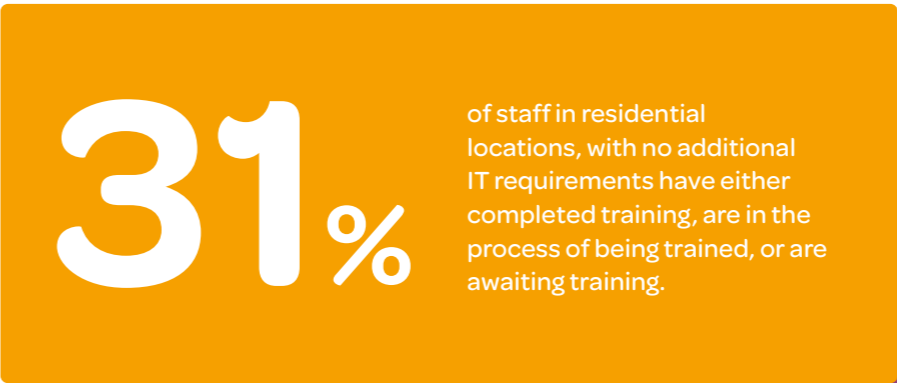 31%
of staff in residential
locations, with no additional
IT requirements have either
completed training, are in the
process of being trained, or are
awaiting training.